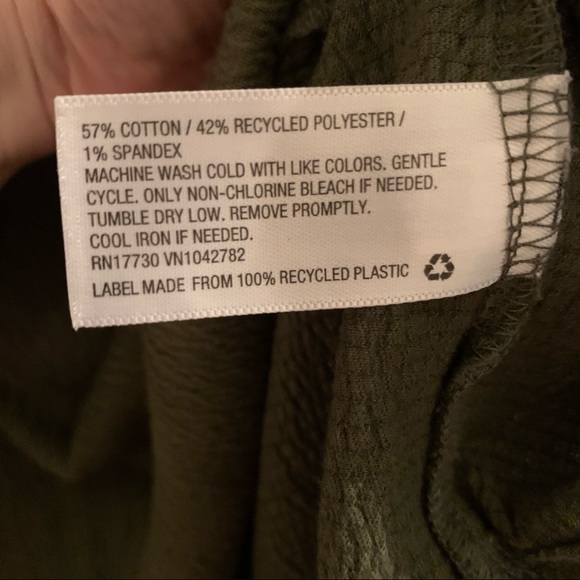 57% COTTON / 42% RECYCLED POLYESTER /
1% SPANDEX
MACHINE WASH COLD WITH LIKE COLORS. GENTLE
CYCLE. ONLY NON-CHLORINE BLEACH IF NEEDED.
TUMBLE DRY LOW. REMOVE PROMPTLY.
COOL IRON IF NEEDED.
RN17730 VN1042782
LABEL MADE FROM 100% RECYCLED PLASTIC